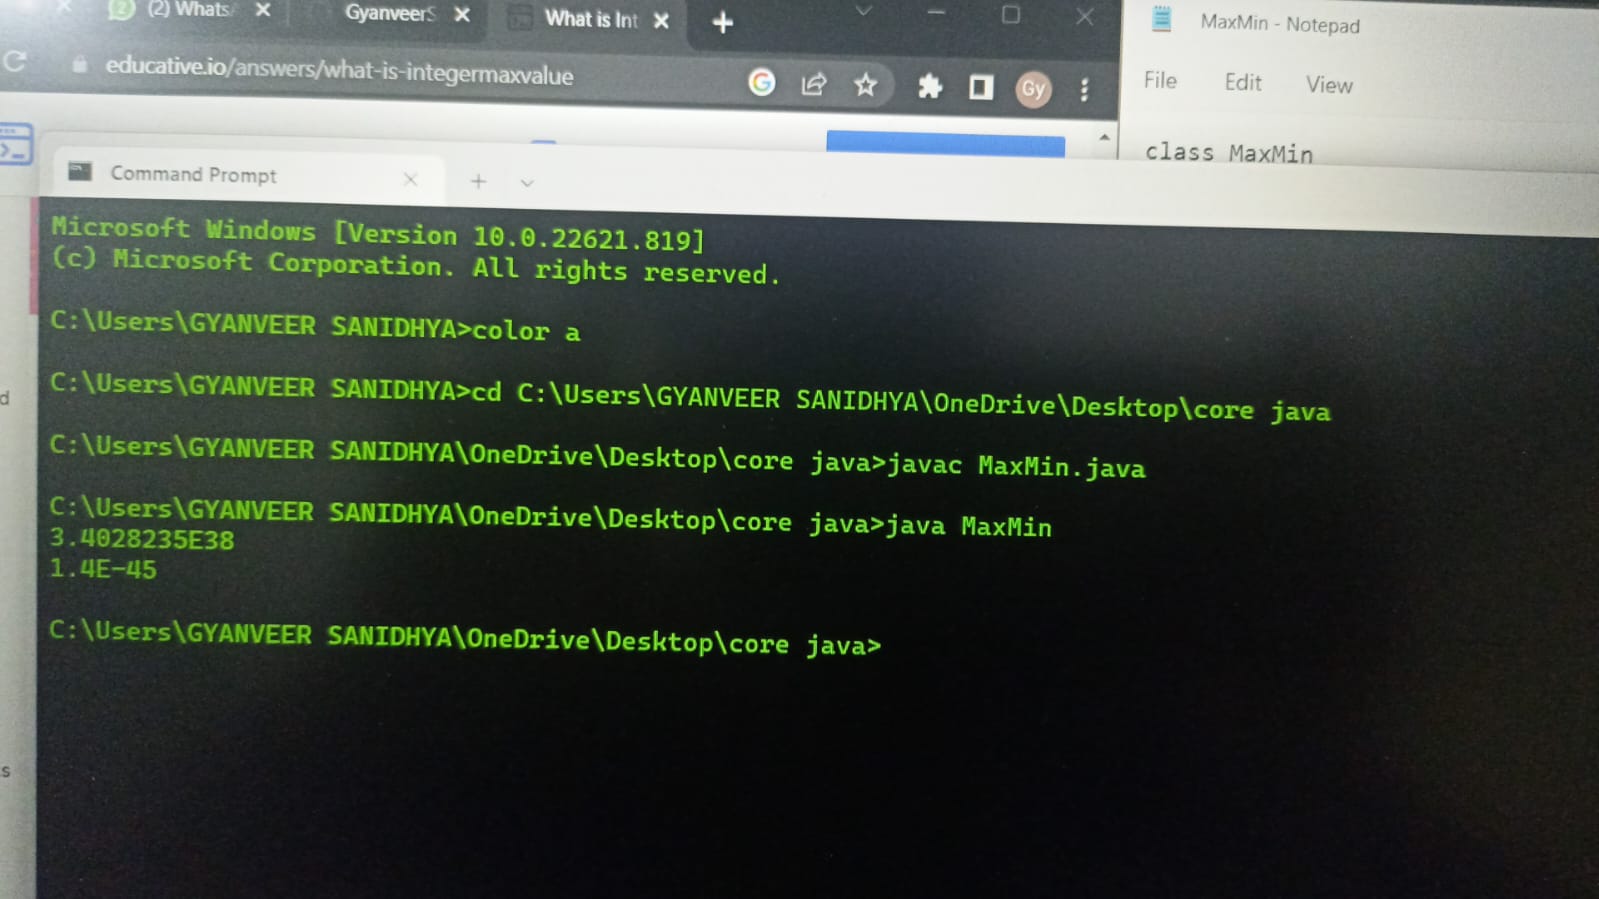 (2) Whats
GyanveerS
What is Int
educative.io/answers/what-is-integermaxvalue
Gy
MaxMin - Notepad
File Edit View
class MaxMin
Command Prompt
Microsoft Windows [Version 10.0.22621.819]
(c) Microsoft Corporation. All rights reserved.
C:\Users\GYANVEER SANIDHYA>color a
C:\Users\GYANVEER SANIDHYA>cd C:\Users\GYANVEER SANIDHYA\OneDrive\Desktop\core java
C:\Users\GYANVEER SANIDHYA\OneDrive\Desktop\core java>javac MaxMin.java
C:\Users\GYANVEER SANIDHYA\OneDrive\Desktop\core java>java MaxMin
3.4028235E38
1.4E-45
C:\Users\GYANVEER SANIDHYA\OneDrive\Desktop\core java>
d
s